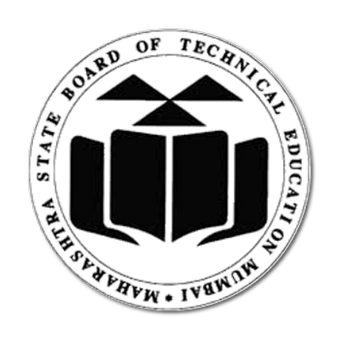 MAHARASHTRA STATE BOARD OF TECHNICAL EDUCATION MUMBAI *